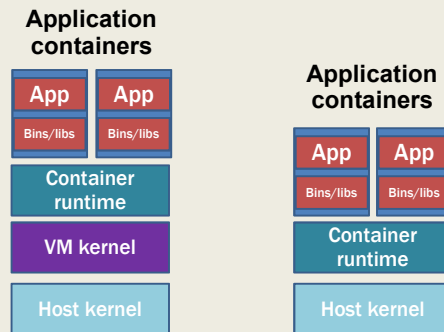 Application
containers
App
App
Bins/libs
Bins/libs
Container
runtime
VM kernel
Host kernel
Application
containers
App
App
Bins/libs
Bins/libs
Container
runtime
Host kernel